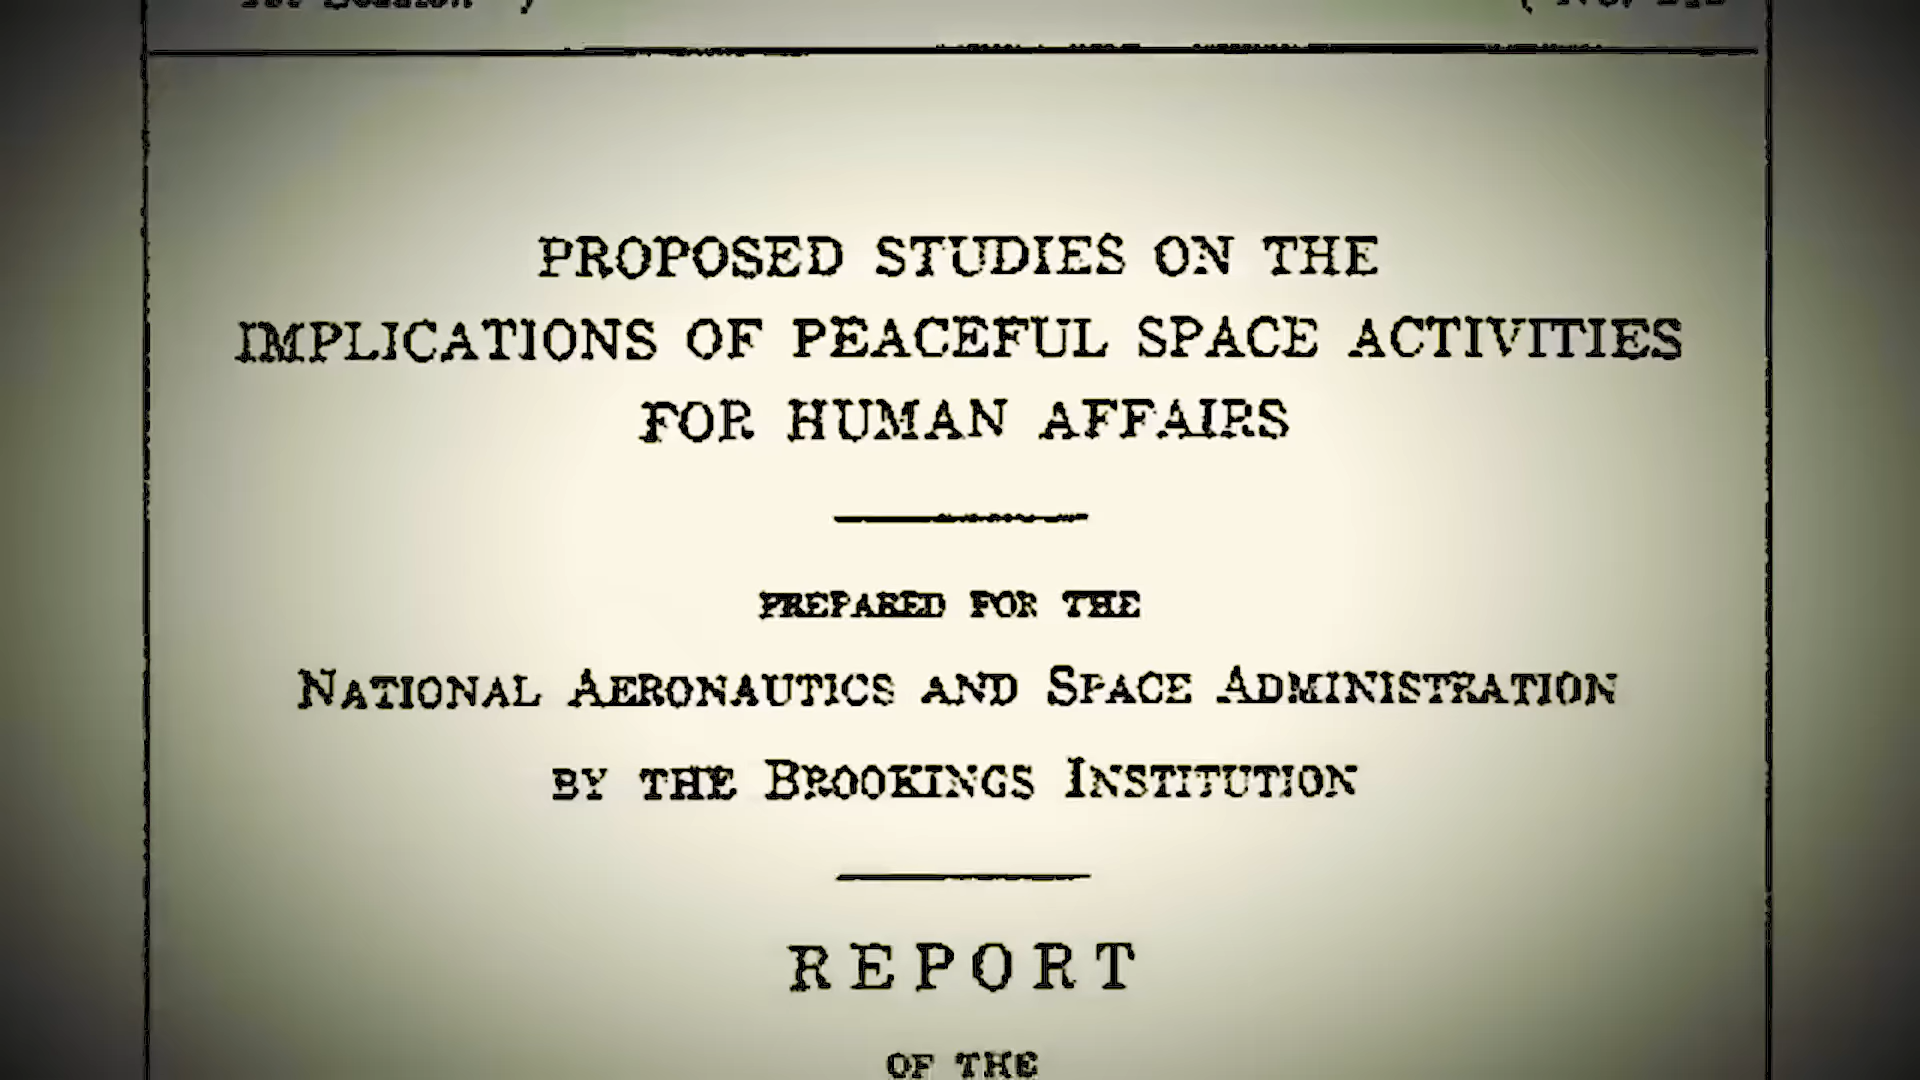 PROPOSED STUDIES ON THE
IMPLICATIONS OF PEACEFUL SPACE ACTIVITIES
FOR HUMAN AFFAIRS
PREPARED FOR THE
NATIONAL AERONAUTICS AND SPACE ADMINISTRATION
BY THE BROOKINGS INSTITUTION
REPORT
OF THE